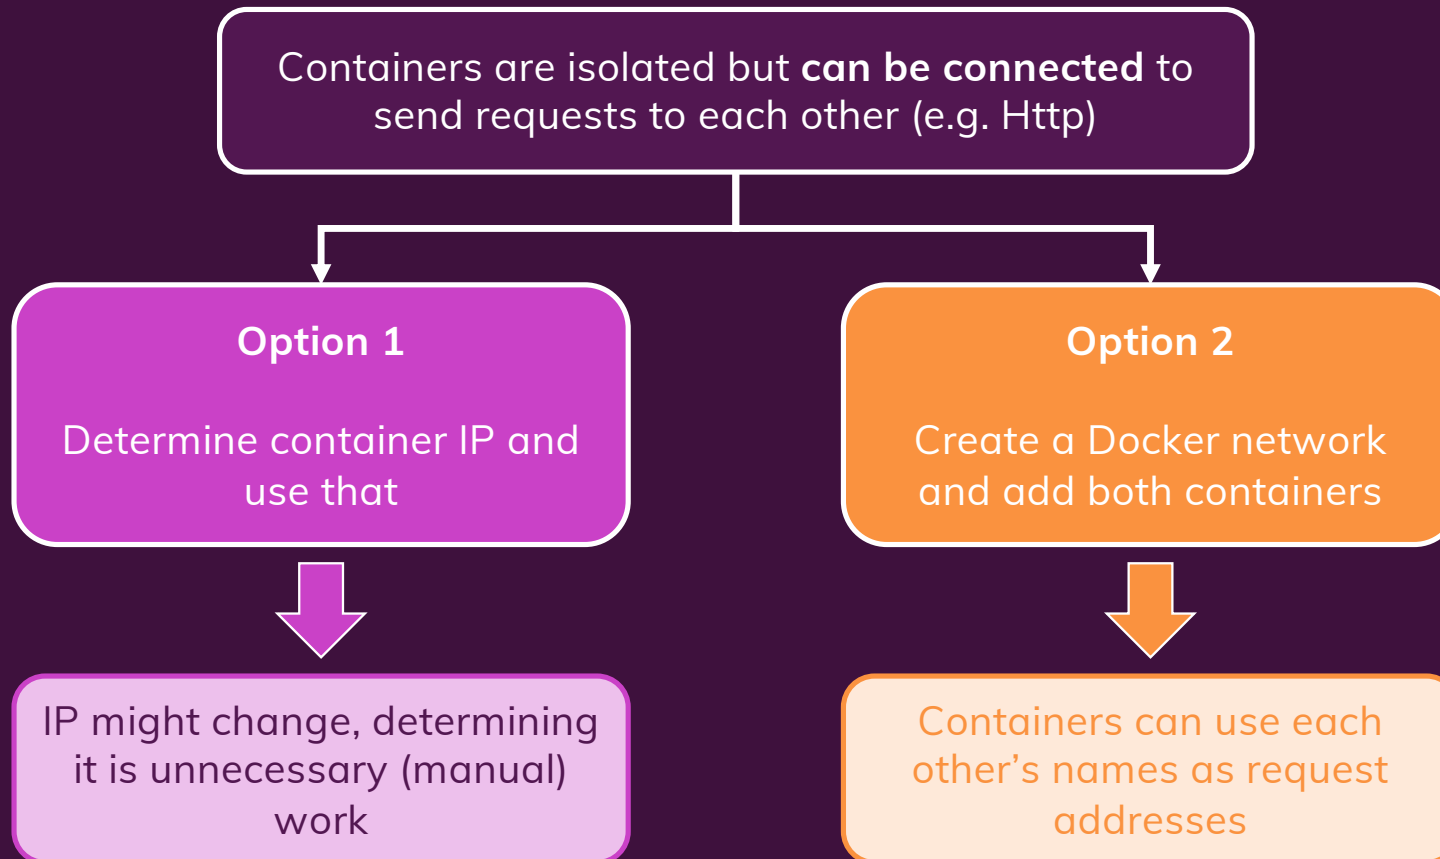 Containers are isolated but can be connected to
send requests to each other (e.g. Http)
Option 1
Determine container IP and
use that
IP might change, determining
it is unnecessary (manual)
work
Option 2
Create a Docker network
and add both containers
Containers can use each
other’s names as request
addresses